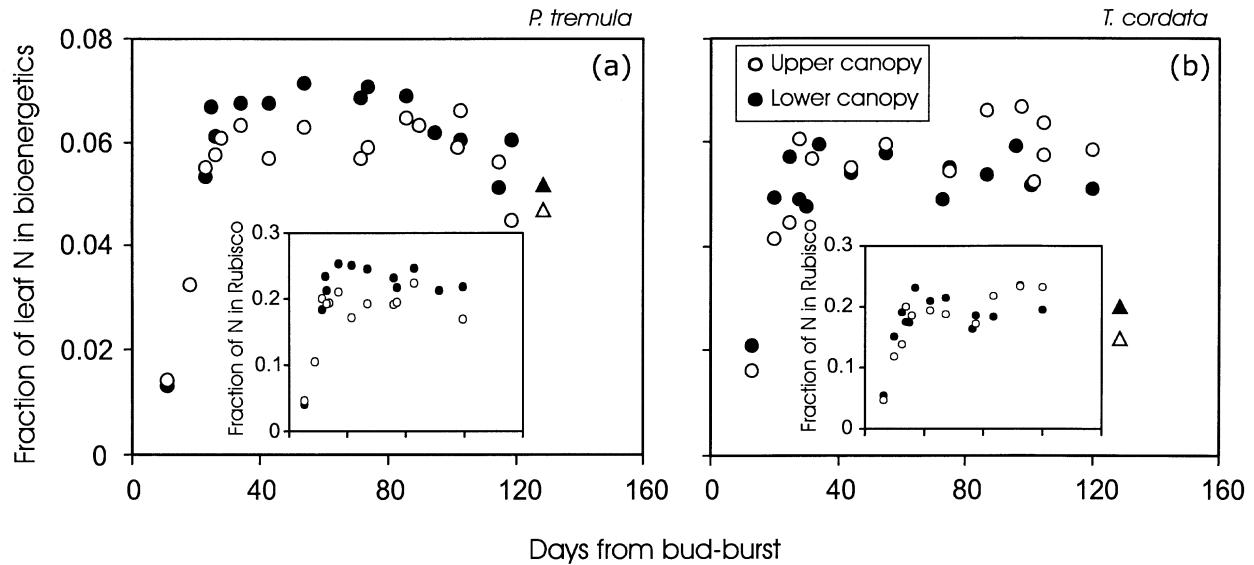 P. tremula
T. cordata
Fraction of leaf N in bioenergetics
0.08
0.06
0.04
0.02
0
(a)
Fraction of N in Rubisco
0.3
0.2
0.1
0
0 40 80 120 160
(b)
Upper canopy
Lower canopy
Fraction of N in Rubisco
0.3
0.2
0.1
0
0 40 80 120 160
Days from bud-burst